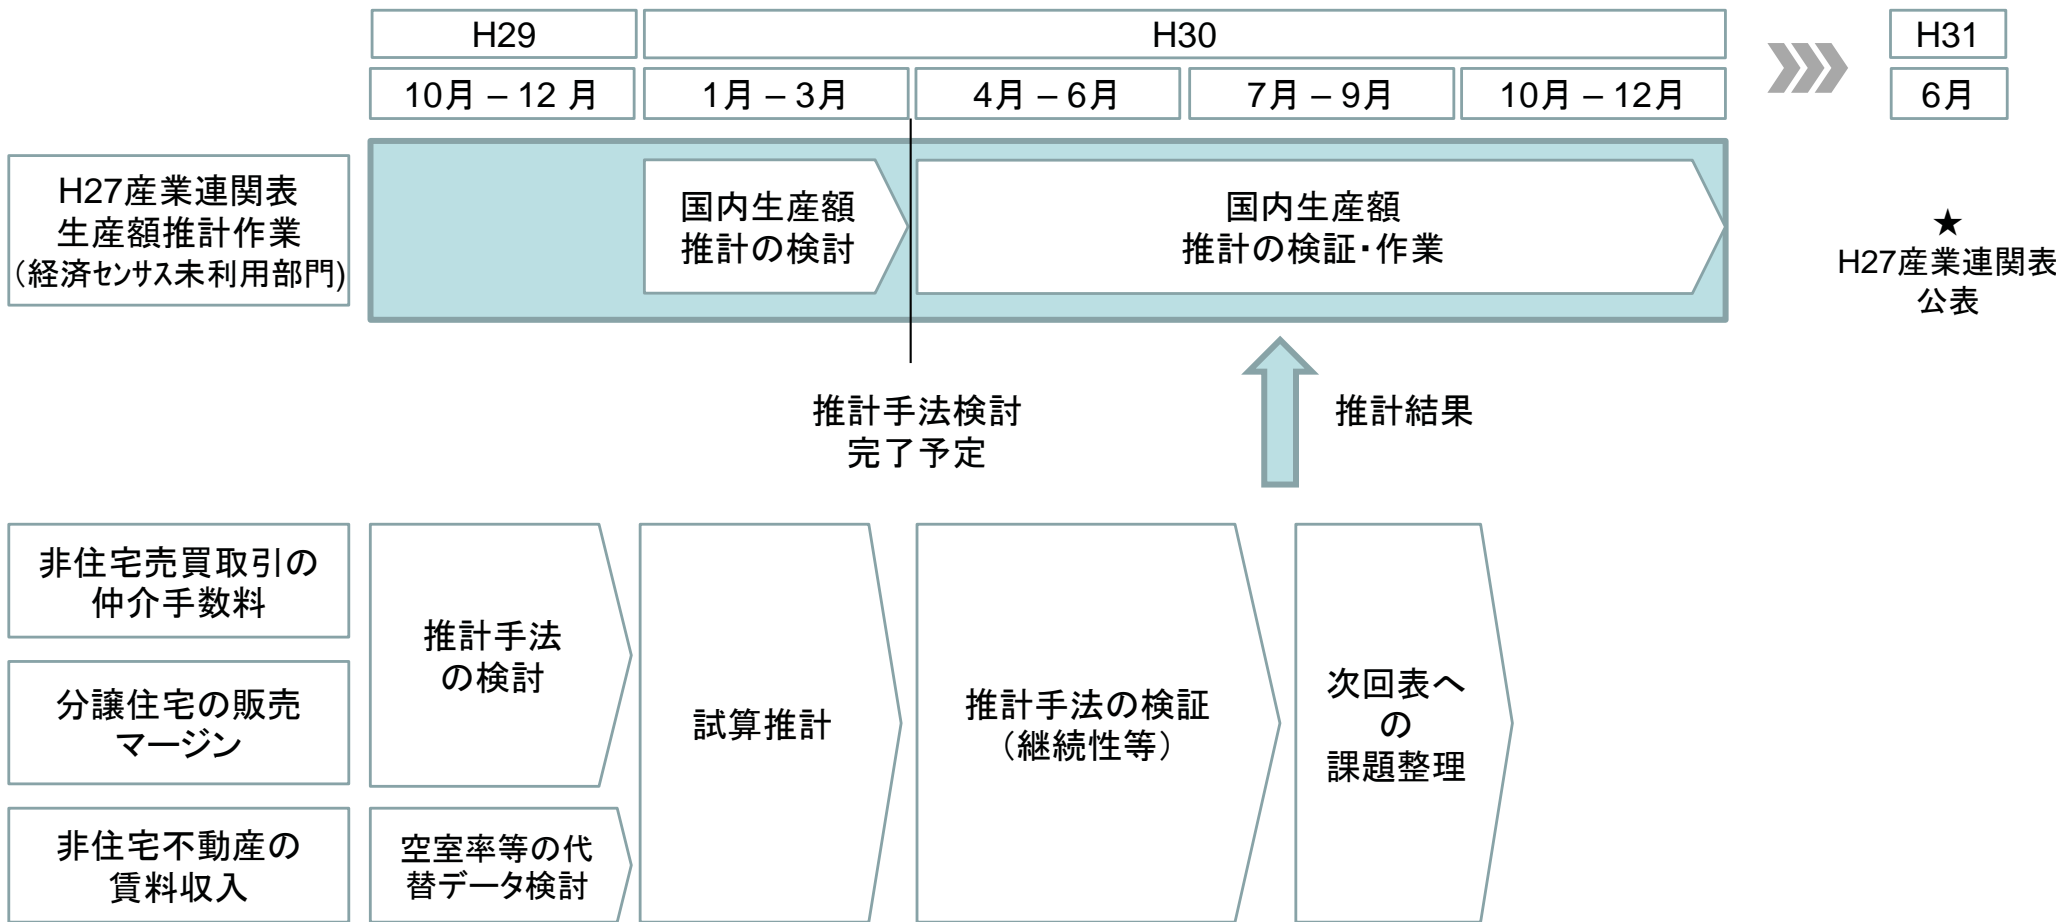 H29
H30
H31
10月 – 12 月
1月 – 3月
4月 – 6月
7月 – 9月
10月 – 12月
6月
H27産業連関表
生産額推計作業
（経済ｾﾝｻｽ未利用部門)
国内生産額
推計の検討
国内生産額
推計の検証・作業
★
H27産業連関表
公表
推計手法検討
完了予定
推計結果
非住宅売買取引の
仲介手数料
分譲住宅の販売
マージン
非住宅不動産の
賃料収入
推計手法
の検討
空室率等の代
替データ検討
試算推計
推計手法の検証
（継続性等）
次回表へ
の
課題整理